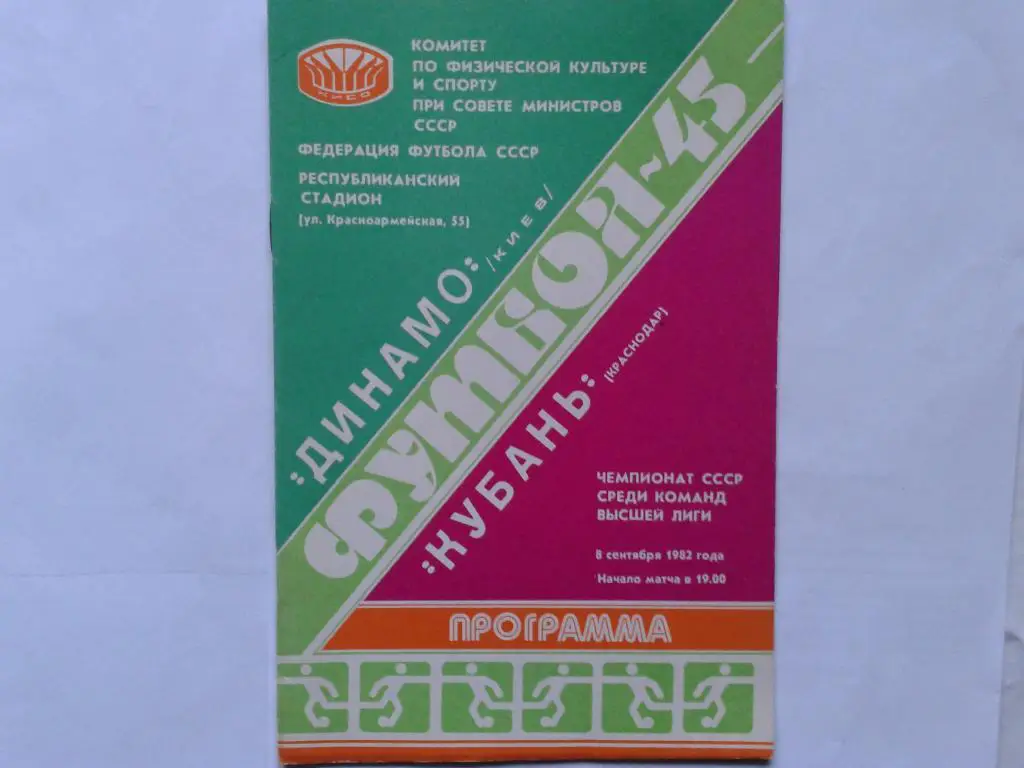 КИСО
КОМИТЕТ
ПО ФИЗИЧЕСКОЙ КУЛЬТУРЕ
И СПОРТУ
ПРИ СОВЕТЕ МИНИСТРОВ
СССР
ФЕДЕРАЦИЯ ФУТБОЛА СССР
РЕСПУБЛИКАНСКИЙ
СТАДИОН
(ул. Красноармейская, 55)
:ДИНАМО:
/КИЕВ/
ФУТБОЛ~45
:КУБАНЬ:
(КРАСНОДАР)
ЧЕМПИОНАТ СССР
СРЕДИ КОМАНД
ВЫСШЕЙ ЛИГИ
8 сентября 1982 года
Начало матча в 19.00
ПРОГРАММА